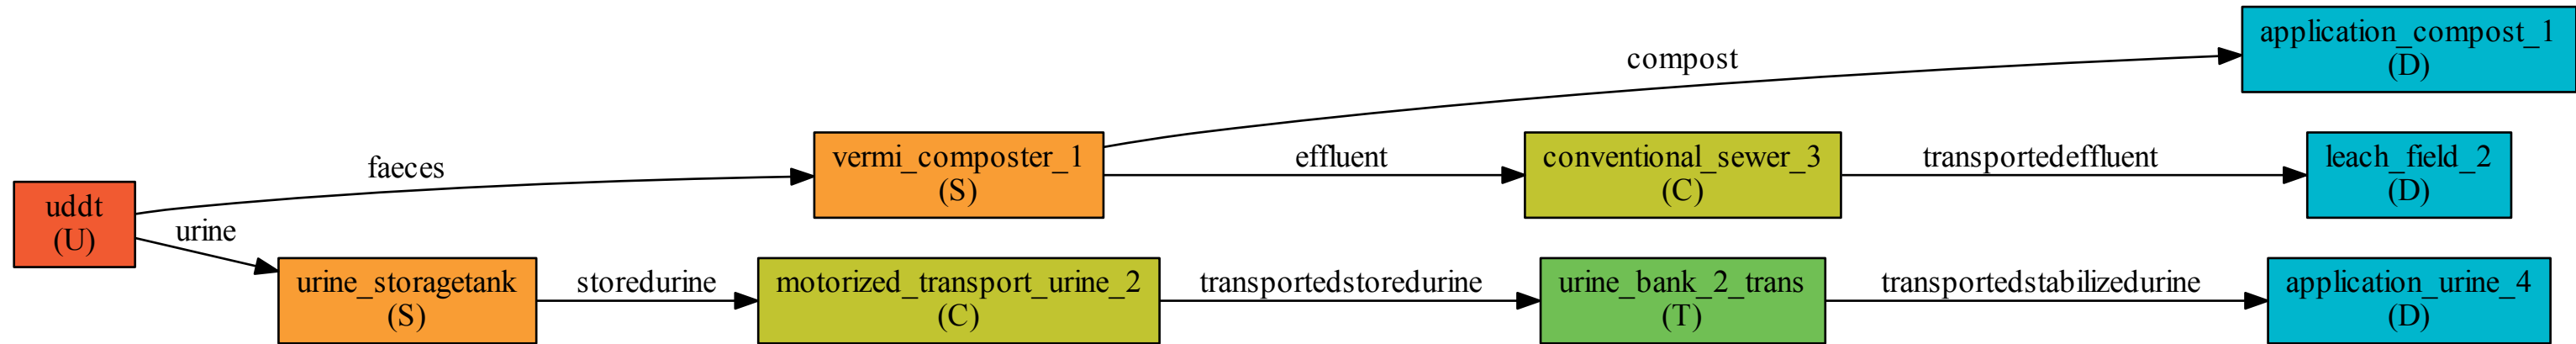 application_compost_1
(D)
compost
vermi_composter_1
(S)
effluent
conventional_sewer_3
(C)
transportedeffluent
leach_field_2
(D)
faeces
uddt
(U)
urine
urine_storagetank
(S)
storedurine
motorized_transport_urine_2
(C)
transportedstoredurine
urine_bank_2_trans
(T)
transportedstabilizedurine
application_urine_4
(D)